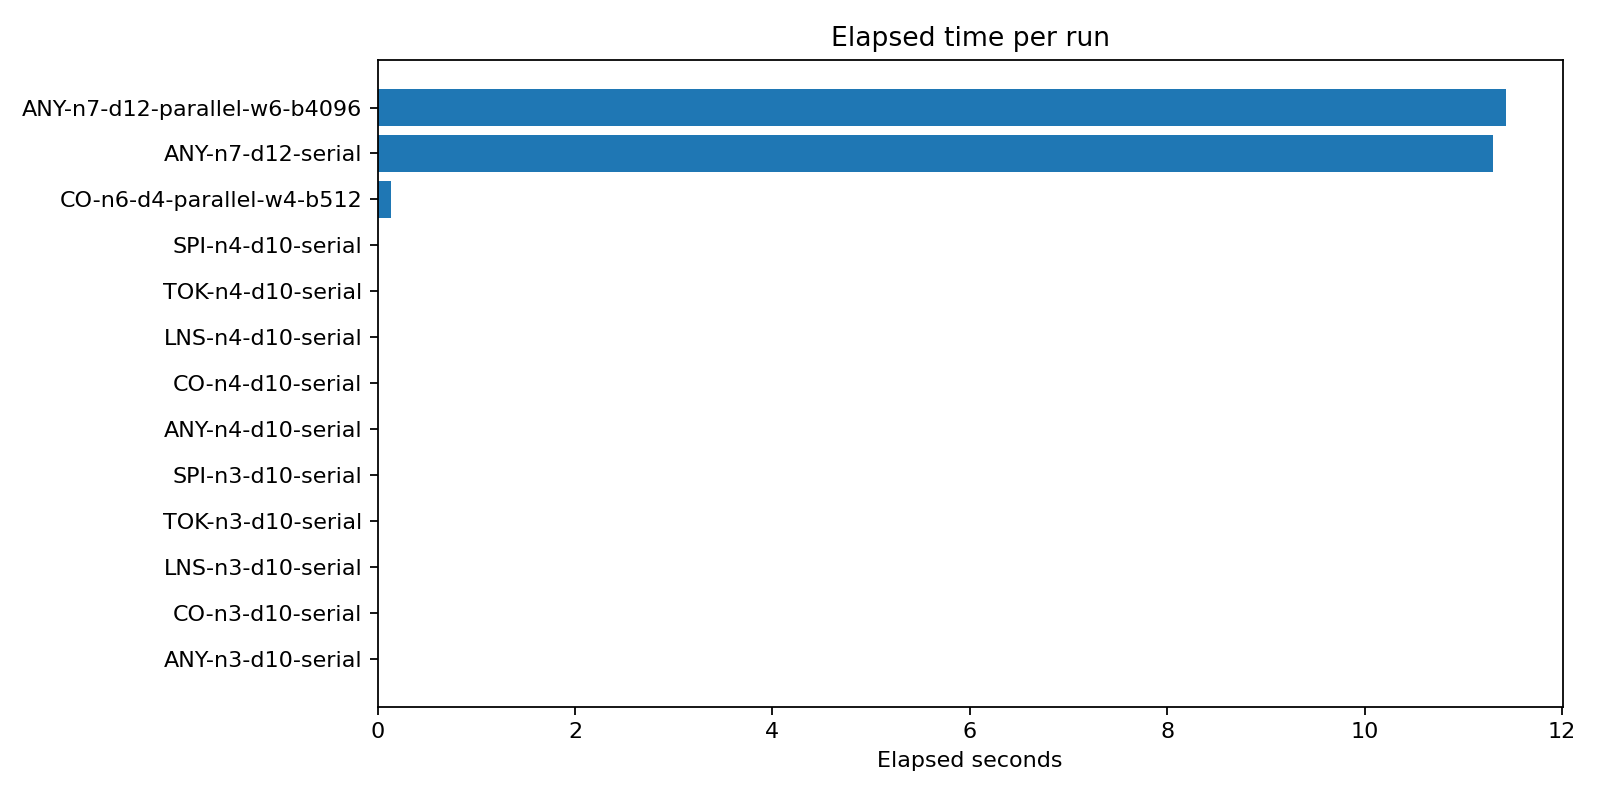 Elapsed time per run
ANY-n7-d12-parallel-w6-b4096
ANY-n7-d12-serial
CO-n6-d4-parallel-w4-b512
SPI-n4-d10-serial
TOK-n4-d10-serial
LNS-n4-d10-serial
CO-n4-d10-serial
ANY-n4-d10-serial
SPI-n3-d10-serial
TOK-n3-d10-serial
LNS-n3-d10-serial
CO-n3-d10-serial
ANY-n3-d10-serial
0 2 4 6 8 10 12
Elapsed seconds